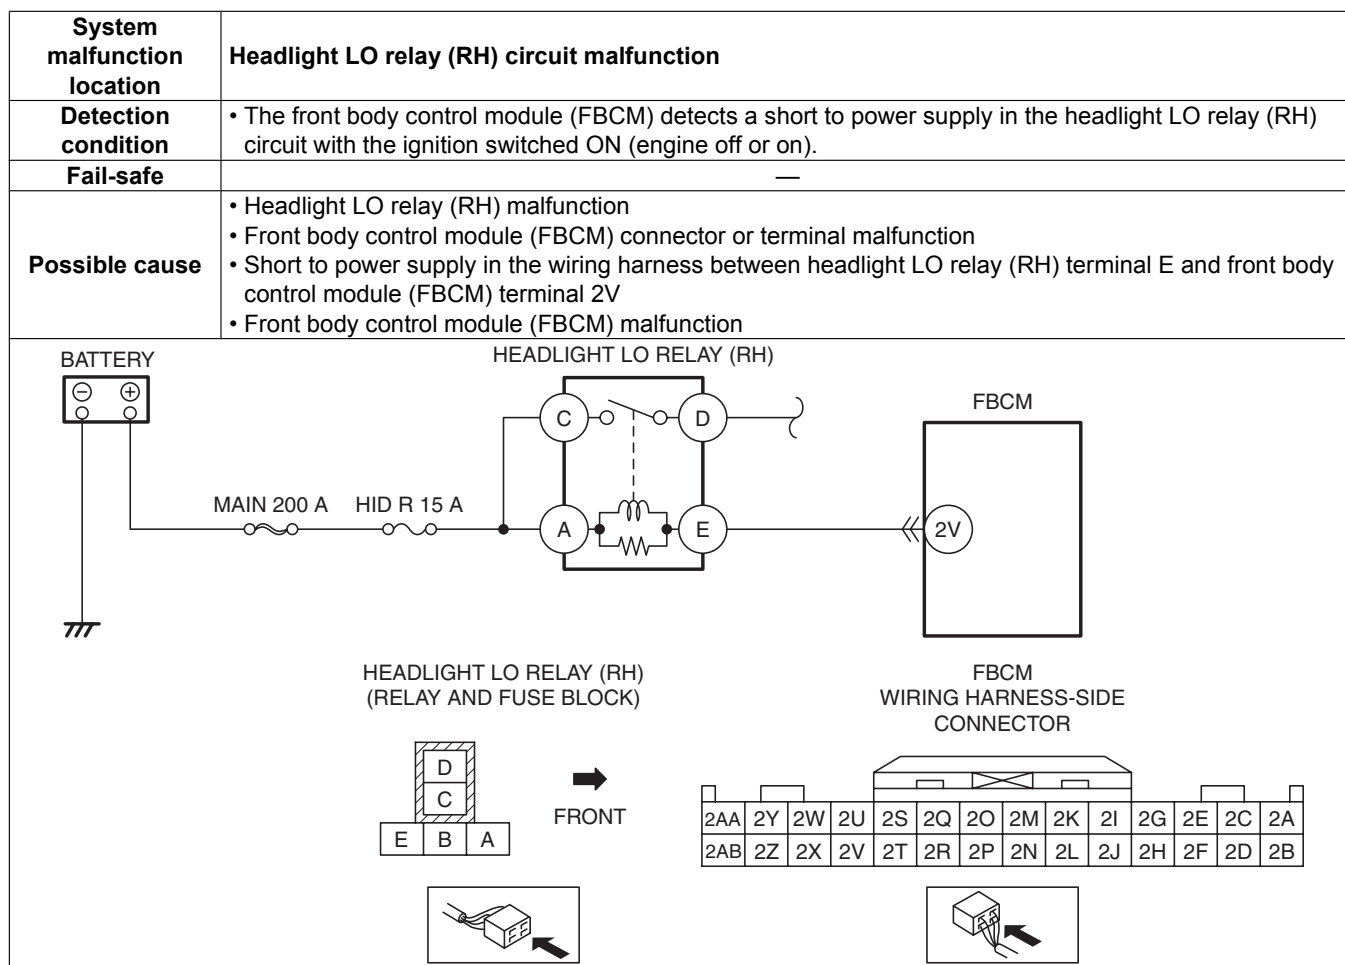 System
malfunction
location
Headlight LO relay (RH) circuit malfunction
Detection
condition
• The front body control module (FBCM) detects a short to power supply in the headlight LO relay (RH)
circuit with the ignition switched ON (engine off or on).
Fail-safe
—
Possible cause
• Headlight LO relay (RH) malfunction
• Front body control module (FBCM) connector or terminal malfunction
• Short to power supply in the wiring harness between headlight LO relay (RH) terminal E and front body
control module (FBCM) terminal 2V
• Front body control module (FBCM) malfunction
BATTERY
HEADLIGHT LO RELAY (RH)
FBCM
− +
C D
MAIN 200 A HID R 15 A
A E
2V
HEADLIGHT LO RELAY (RH)
(RELAY AND FUSE BLOCK)
D
C
E B A
FRONT
FBCM
WIRING HARNESS-SIDE
CONNECTOR
2AA 2Y 2W 2U 2S 2Q 2O 2M 2K 2I 2G 2E 2C 2A
2AB 2Z 2X 2V 2T 2R 2P 2N 2L 2J 2H 2F 2D 2B